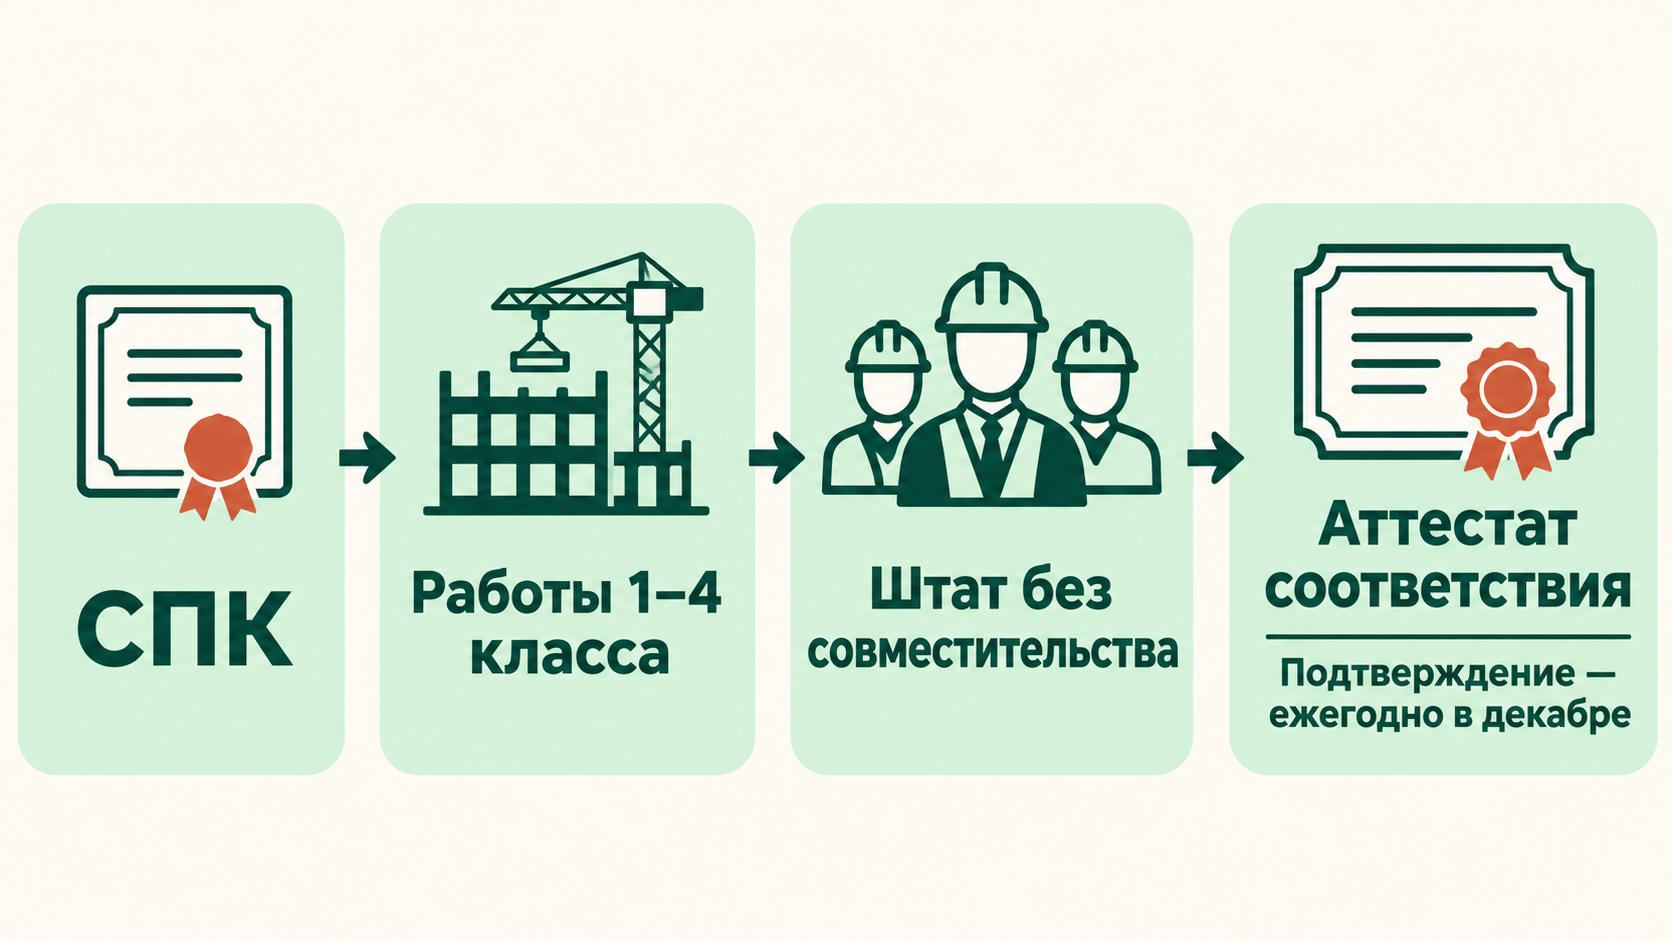 СПК
Работы 1–4
класса
Штат без
совместительства
Аттестат
соответствия
Подтверждение —
ежегодно в декабре